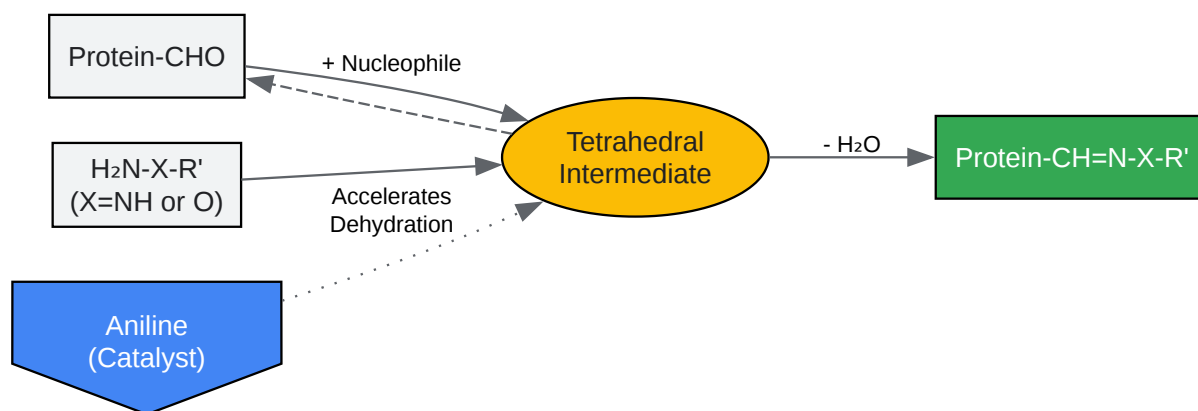 Protein-CHO
+ Nucleophile
H₂N-X-R'
(X=NH or O)
Accelerates
Dehydration
Aniline
(Catalyst)
Tetrahedral
Intermediate
- H₂O
Protein-CH=N-X-R'